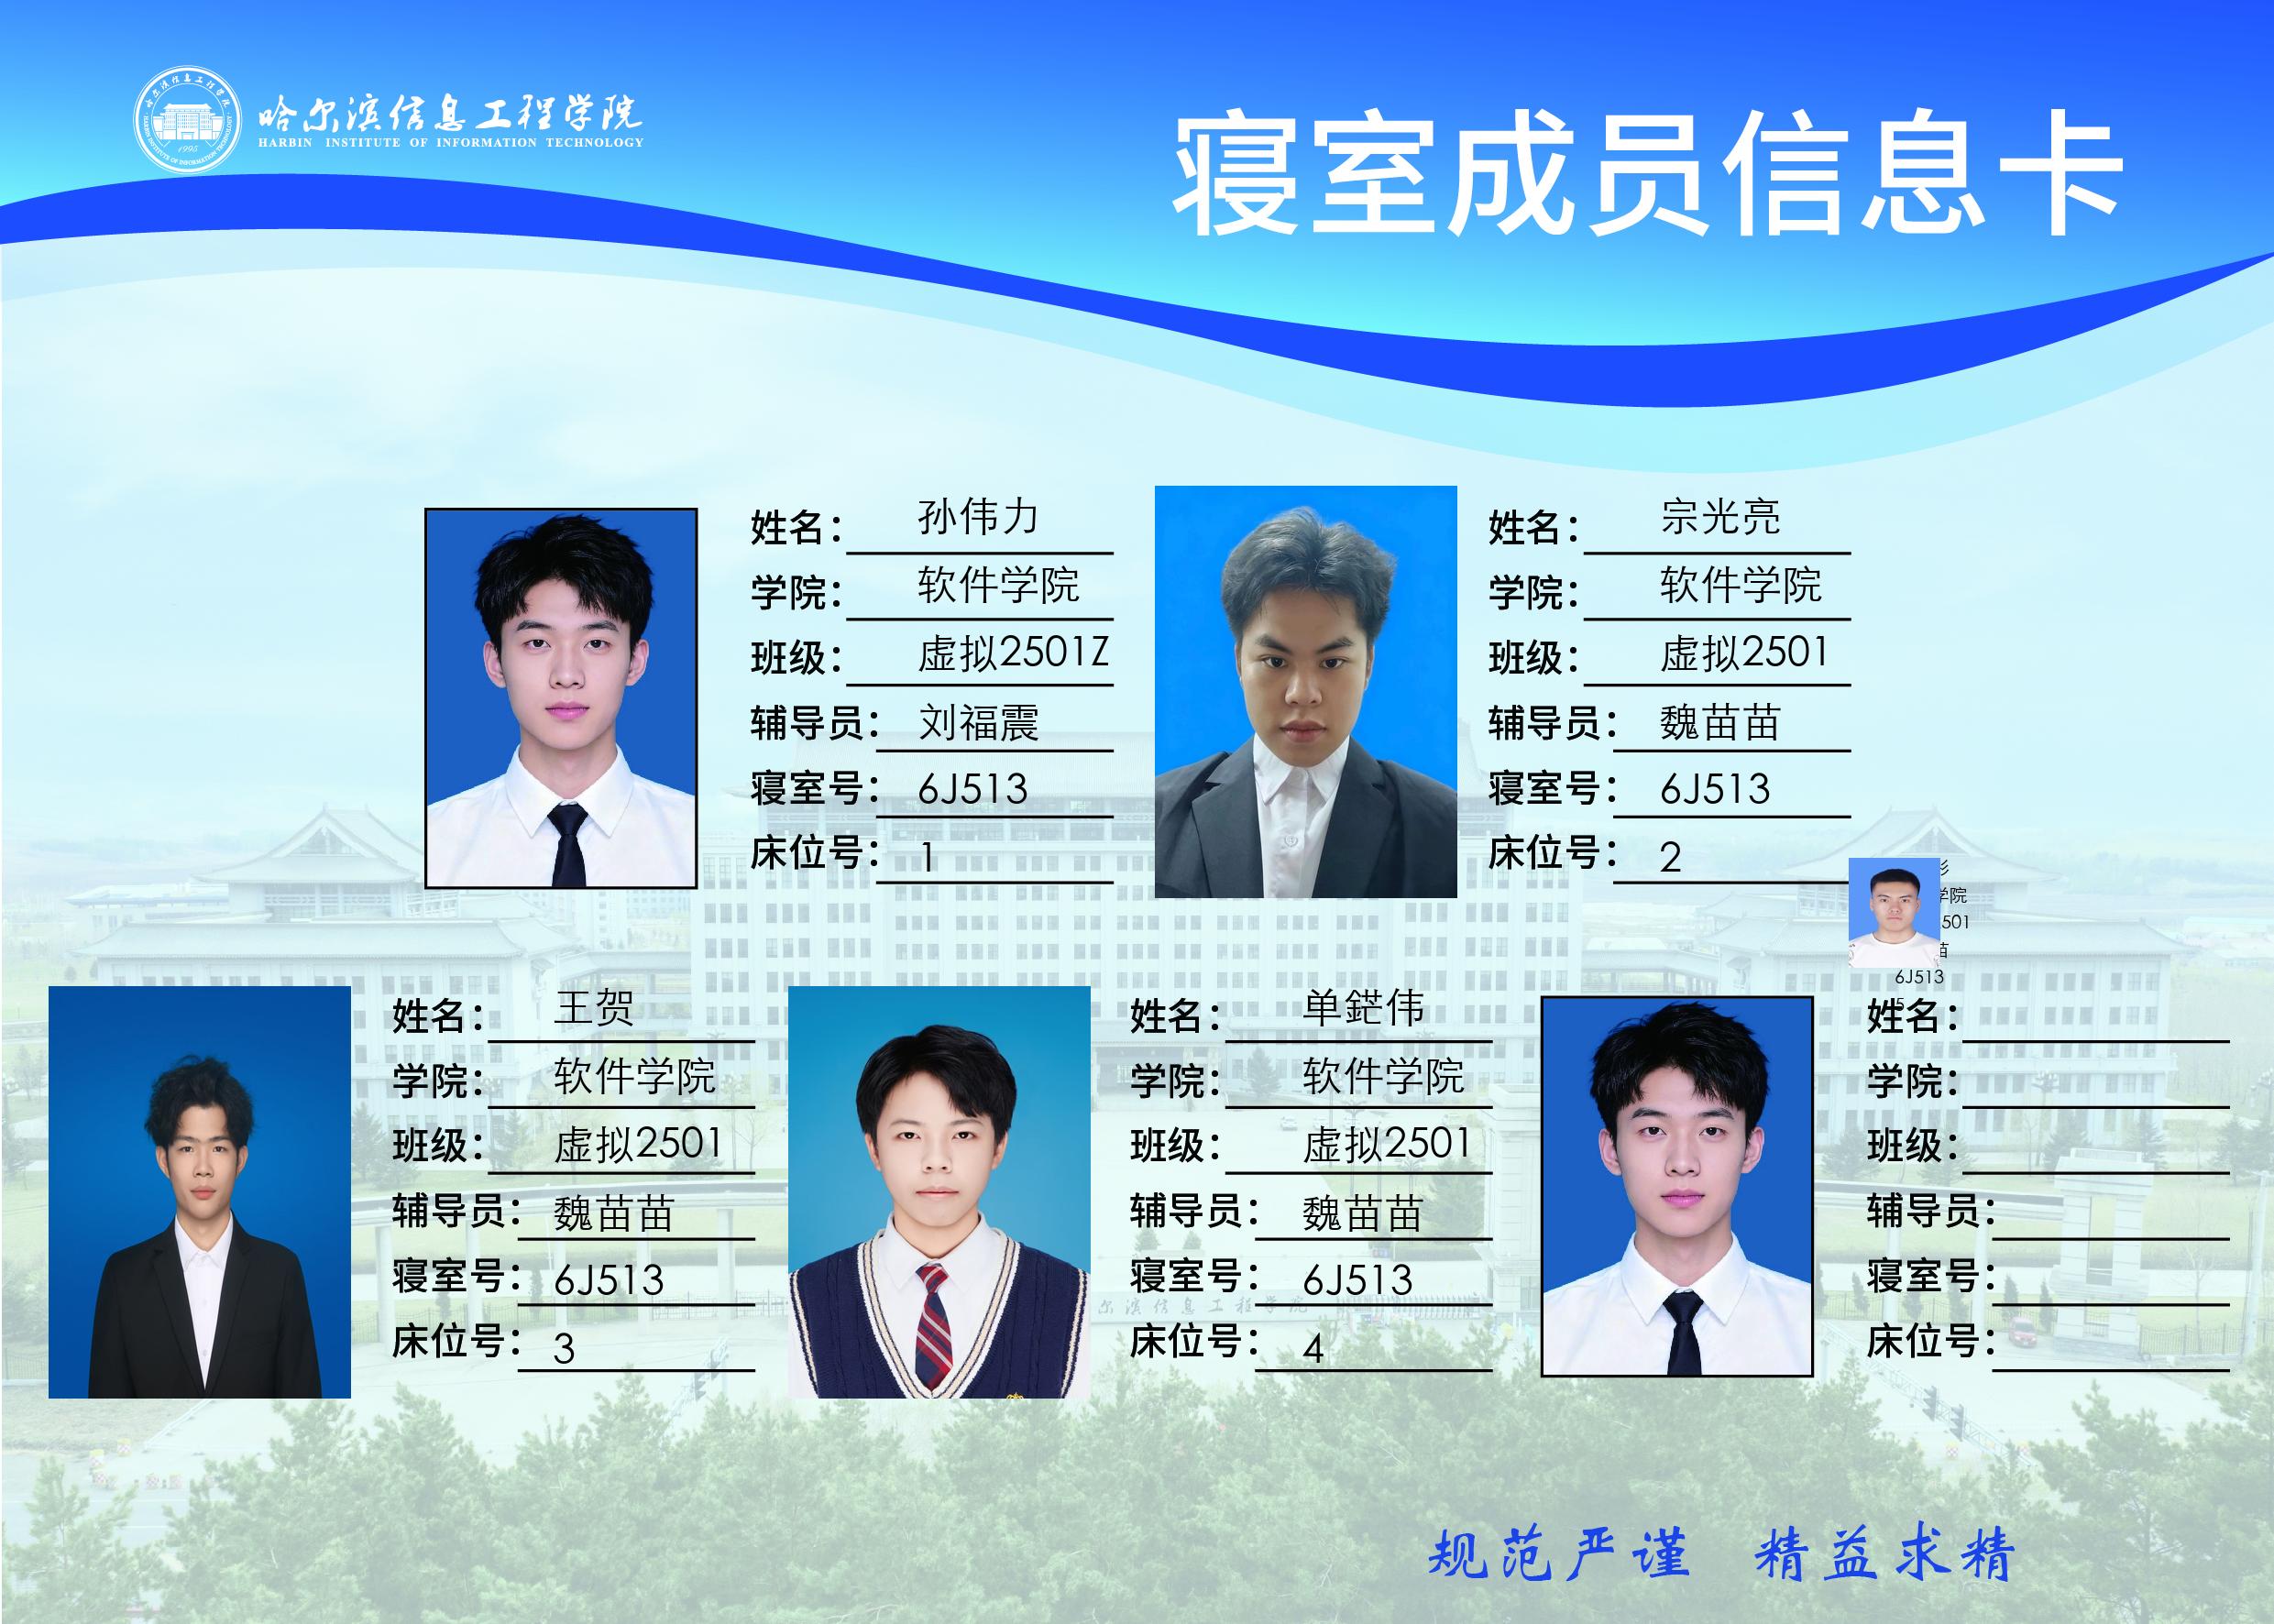 哈尔滨信息工程学院
HARBIN INSTITUTE OF INFORMATION TECHNOLOGY
1995
寝室成员信息卡
姓名： 孙伟力
学院： 软件学院
班级： 虚拟2501Z
辅导员： 刘福震
寝室号： 6J513
床位号： 1
姓名： 宗光亮
学院： 软件学院
班级： 虚拟2501
辅导员： 魏苗苗
寝室号： 6J513
床位号： 2
彡
学院
501
苗
6J513
5
姓名： 王贺
学院： 软件学院
班级： 虚拟2501
辅导员： 魏苗苗
寝室号： 6J513
床位号： 3
姓名： 单铓伟
学院： 软件学院
班级： 虚拟2501
辅导员： 魏苗苗
寝室号： 6J513
床位号： 4
姓名：
学院：
班级：
辅导员：
寝室号：
床位号：
规范严谨 精益求精